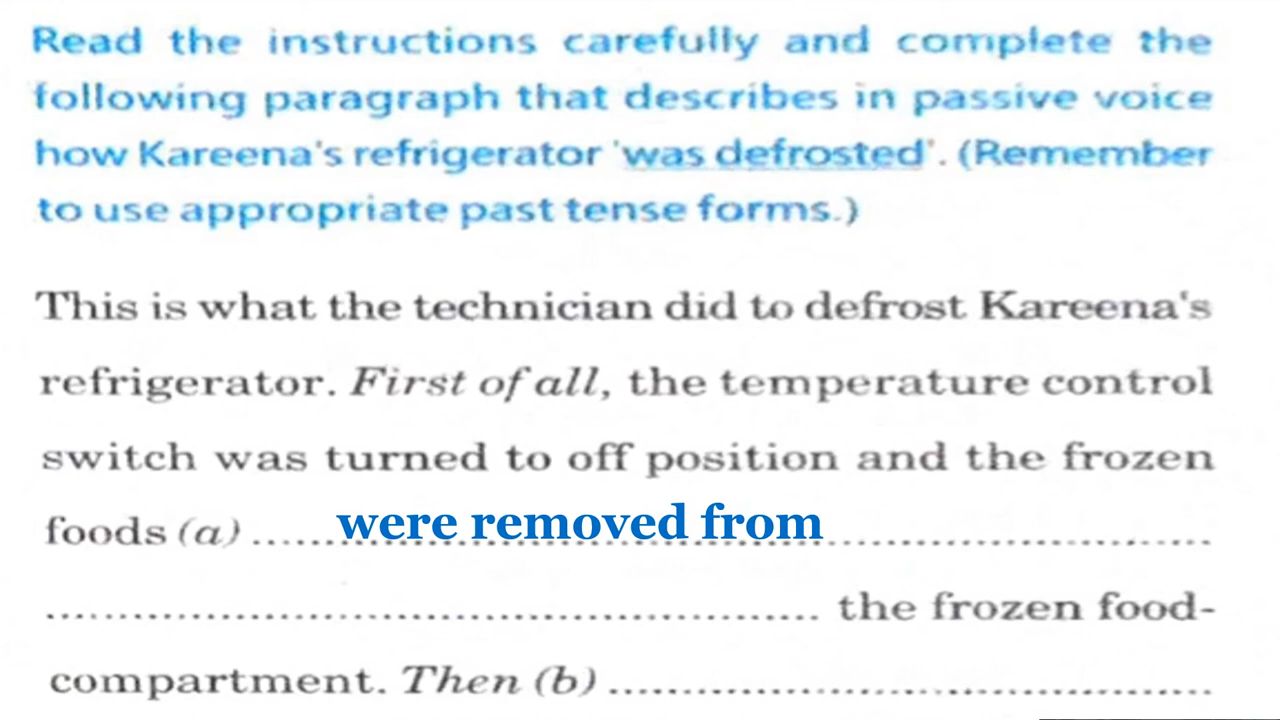 Read the instructions carefully and complete the
following paragraph that describes in passive voice
how Kareena's refrigerator 'was defrosted'. (Remember
to use appropriate past tense forms.)
This is what the technician did to defrost Kareena's
refrigerator. First of all, the temperature control
switch was turned to off position and the frozen
foods (a) ...... were removed from ..............................
.................................................... the frozen food-
compartment. Then (b) .........................................